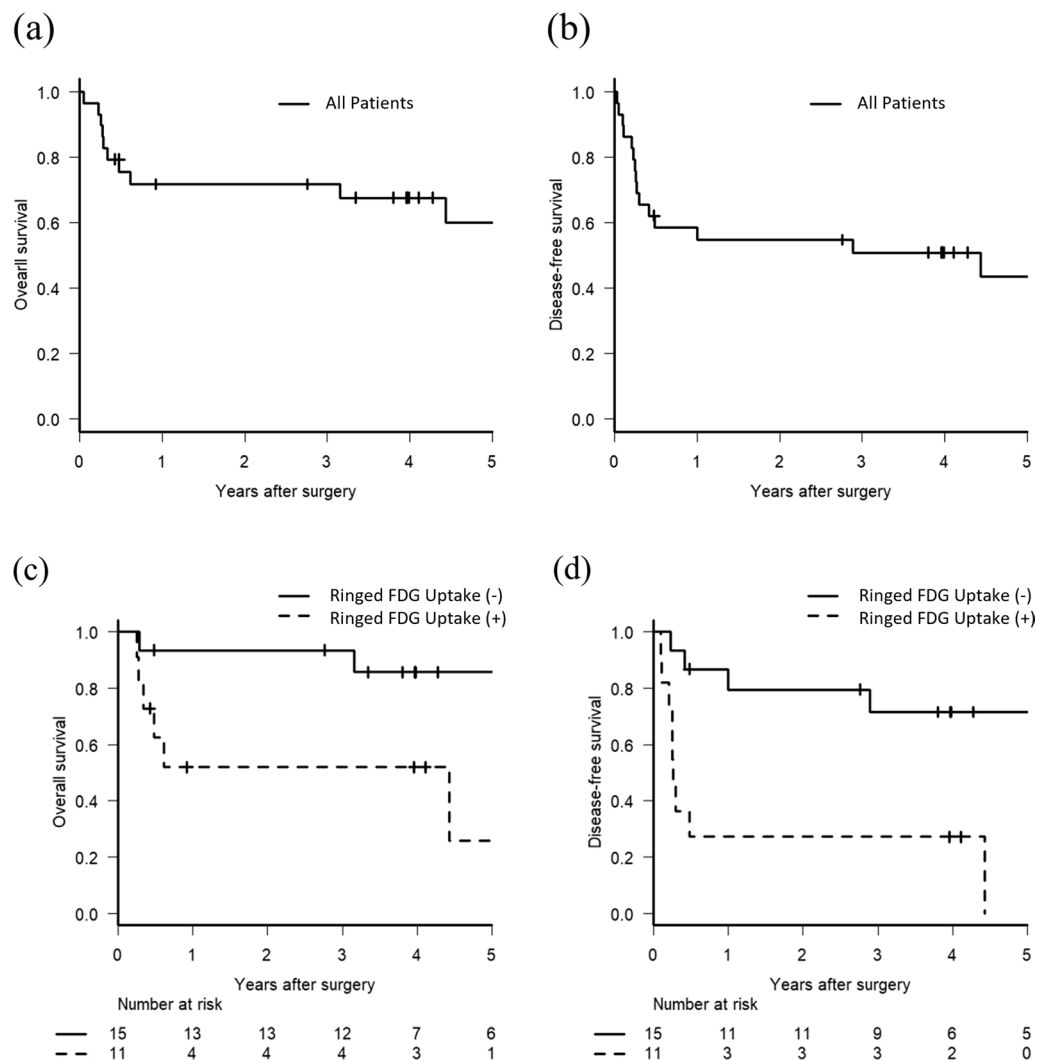 (a)
All Patients
1.0
0.8
0.6
0.4
0.2
0.0
Ovearll survival
0 1 2 3 4 5
Years after surgery
(b)
All Patients
1.0
0.8
0.6
0.4
0.2
0.0
Disease-free survival
0 1 2 3 4 5
Years after surgery
(c)
Ringed FDG Uptake (-)
Ringed FDG Uptake (+)
1.0
0.8
0.6
0.4
0.2
0.0
Overall survival
0 1 2 3 4 5
Years after surgery
Number at risk
15 13 13 12 7 6
11 4 4 4 3 1
(d)
Ringed FDG Uptake (-)
Ringed FDG Uptake (+)
1.0
0.8
0.6
0.4
0.2
0.0
Disease-free survival
0 1 2 3 4 5
Years after surgery
Number at risk
15 11 11 9 6 5
11 3 3 3 2 0